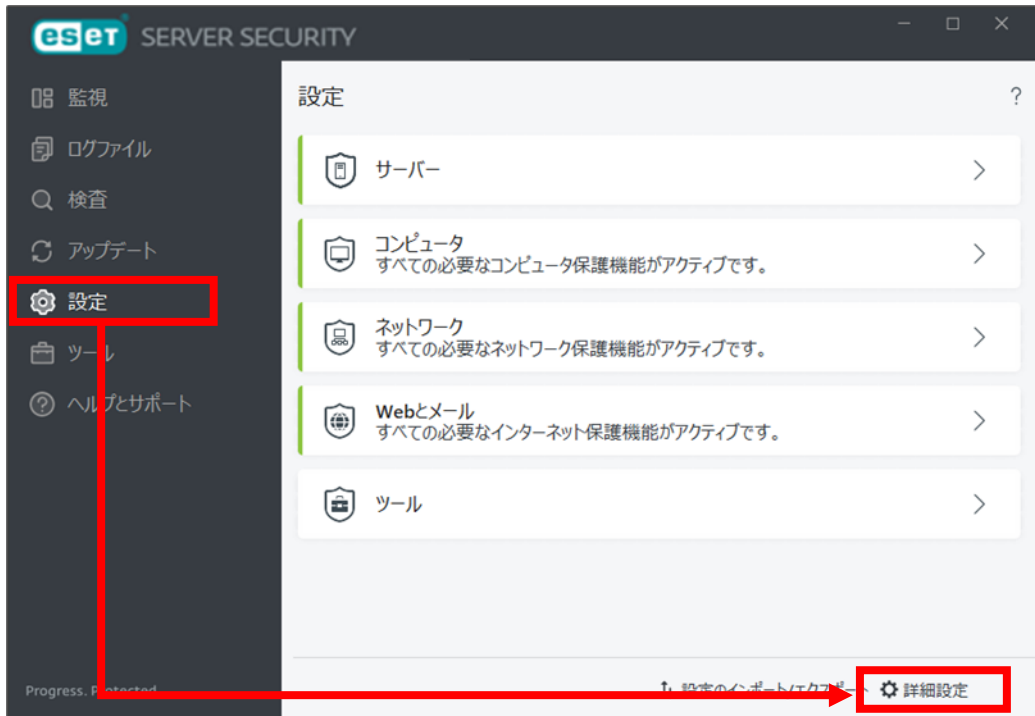 eset SERVER SECURITY
監視
ログファイル
検査
アップデート
設定
ツール
ヘルプとサポート
Progress. Protected.
設定
?
サーバー
コンピュータ
すべての必要なコンピュータ保護機能がアクティブです。
ネットワーク
すべての必要なネットワーク保護機能がアクティブです。
Webとメール
すべての必要なインターネット保護機能がアクティブです。
ツール
設定のインポート/エクスポート
詳細設定